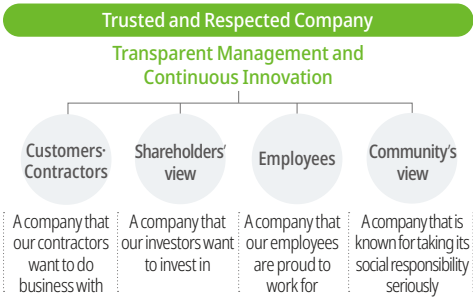 Trusted and Respected Company
Transparent Management and
Continuous Innovation
Customers·
Contractors
Shareholders'
view
Employees
Community's
view
A company that
our contractors
want to do
business with
A company that
our investors want
to invest in
A company that
our employees
are proud to
work for
A company that is
known for taking its
social responsibility
seriously